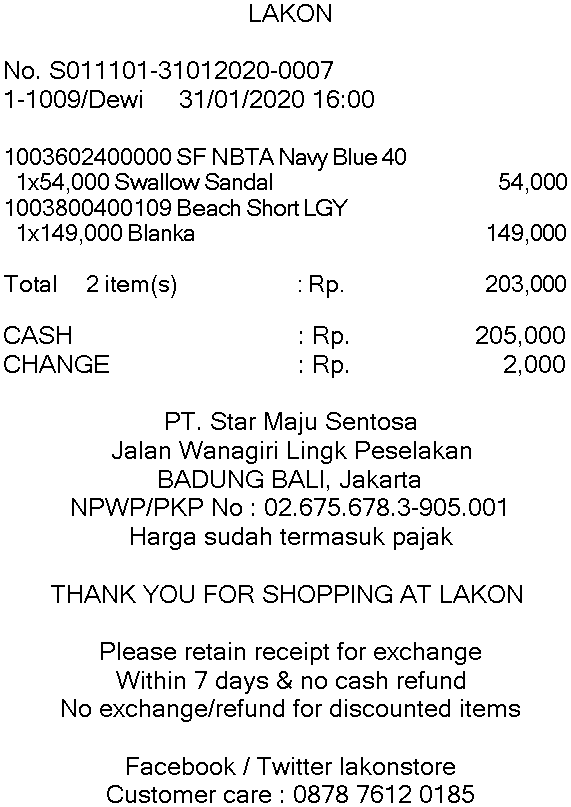 LAKON
No. S011101-31012020-0007
1-1009/Dewi 31/01/2020 16:00
1003602400000 SF NBTA Navy Blue 40
1x54,000 Swallow Sandal 54,000
1003800400109 Beach Short LGY
1x149,000 Blanka 149,000
Total 2 item(s) : Rp. 203,000
CASH : Rp. 205,000
CHANGE : Rp. 2,000
PT. Star Maju Sentosa
Jalan Wanagiri Lingk Peselakan
BADUNG BALI, Jakarta
NPWP/PKP No : 02.675.678.3-905.001
Harga sudah termasuk pajak
THANK YOU FOR SHOPPING AT LAKON
Please retain receipt for exchange
Within 7 days & no cash refund
No exchange/refund for discounted items
Facebook / Twitter lakonstore
Customer care : 0878 7612 0185